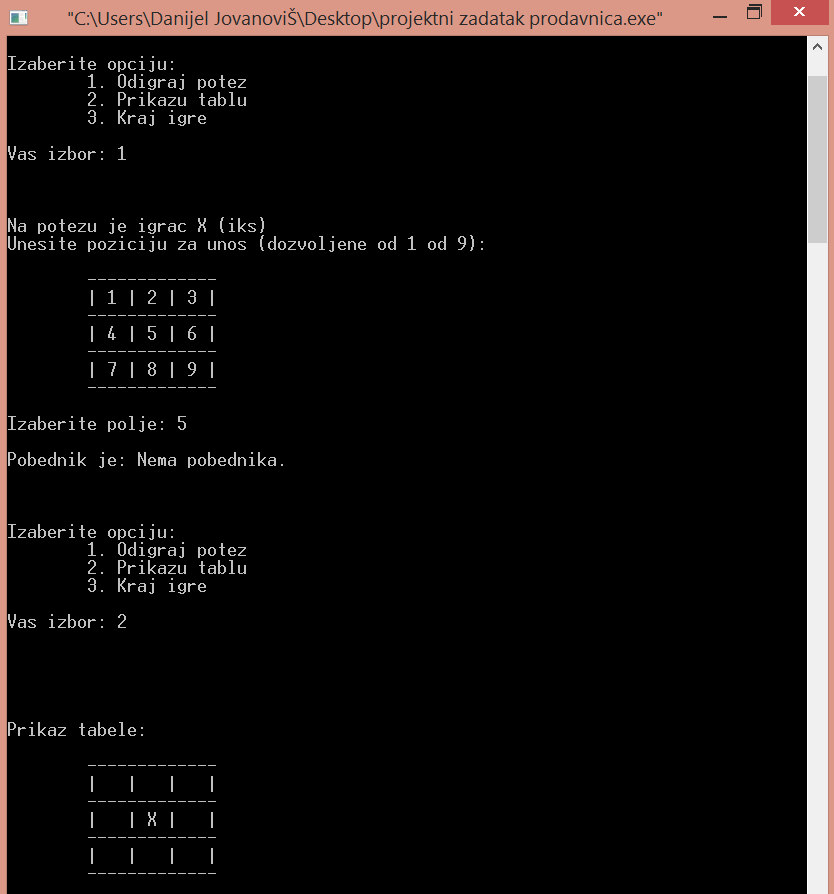 "C:\Users\Danijel JovanoviŠ\Desktop\projektni zadatak prodavnica.exe"
Izaberite opciju:
1. Odigraj potez
2. Prikazu tablu
3. Kraj igre
Vas izbor: 1
Na potezu je igrac X (iks)
Unesite poziciju za unos (dozvoljene od 1 od 9):
-------------
| 1 | 2 | 3 |
-------------
| 4 | 5 | 6 |
-------------
| 7 | 8 | 9 |
-------------
Izaberite polje: 5
Pobednik je: Nema pobednika.
Izaberite opciju:
1. Odigraj potez
2. Prikazu tablu
3. Kraj igre
Vas izbor: 2
Prikaz tabele:
-------------
|   |   |   |
-------------
|   | X |   |
-------------
|   |   |   |
-------------